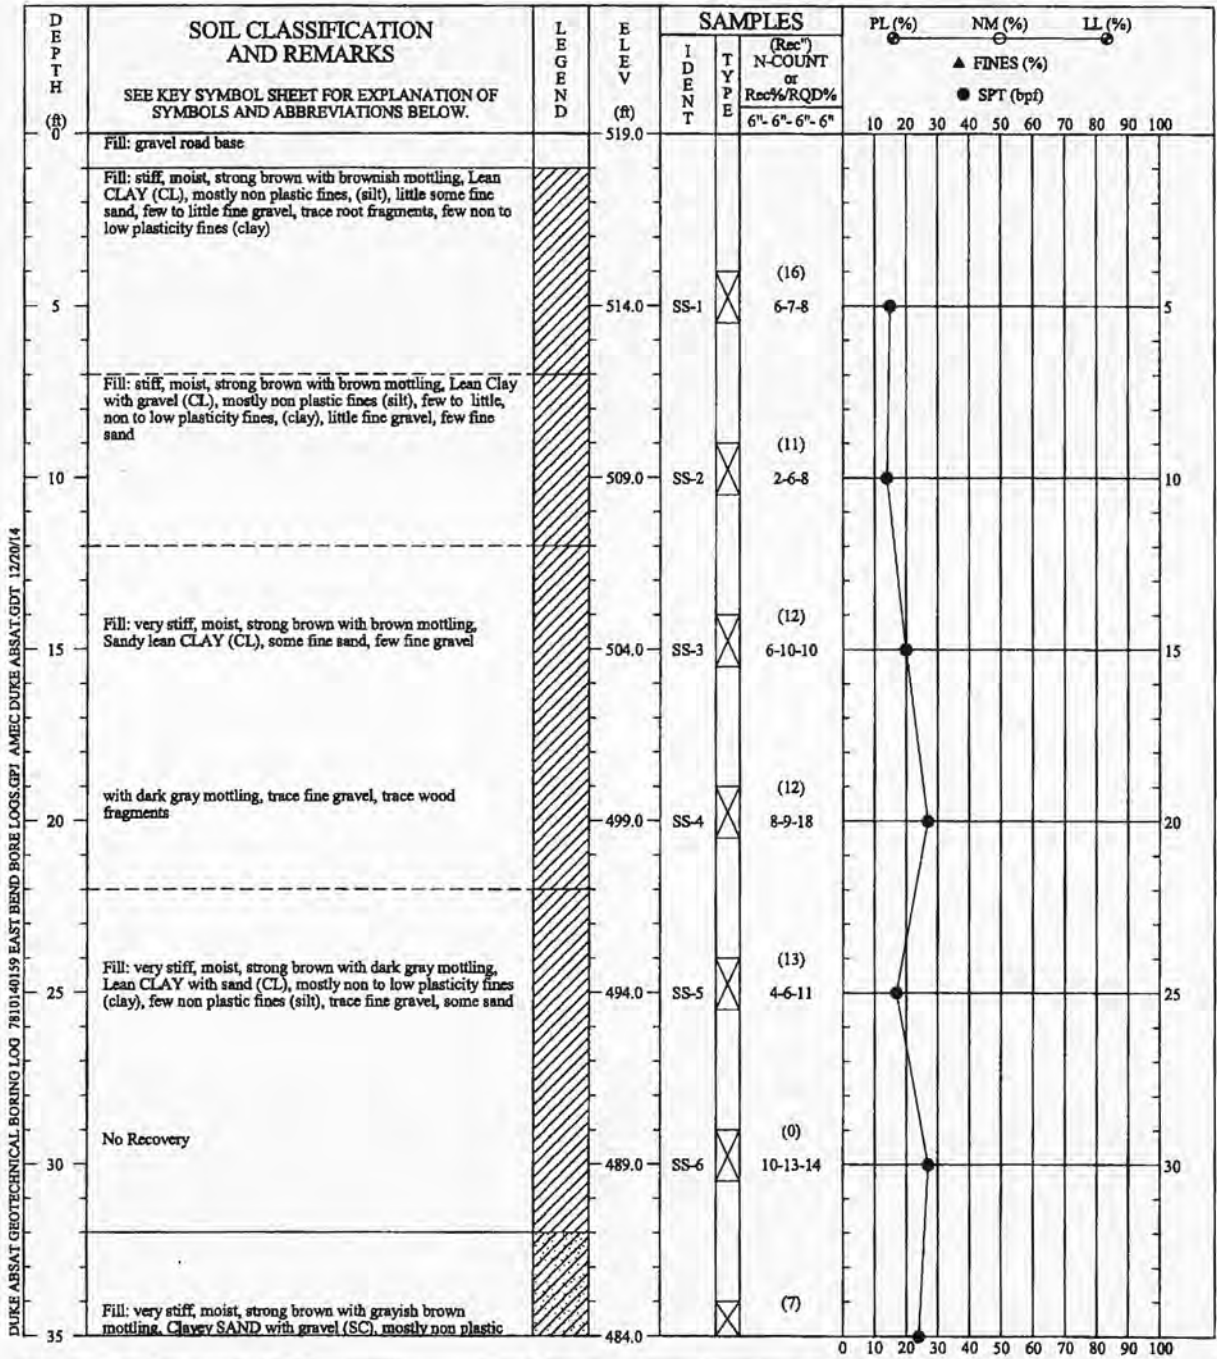 DEPTH
(ft)
SOIL CLASSIFICATION
AND REMARKS
SEE KEY SYMBOL SHEET FOR EXPLANATION OF
SYMBOLS AND ABBREVIATIONS BELOW.
LEGEND
ELEV
(ft)
SAMPLES
IDENT
TYPE
(Rec")
N-COUNT
or
Rec%/RQD%
6"- 6"- 6"- 6"
PL (%) NM (%) LL (%)
▲ FINES (%)
● SPT (bpf)
10 20 30 40 50 60 70 80 90 100
0
519.0
Fill: gravel road base
Fill: stiff, moist, strong brown with brownish mottling, Lean
CLAY (CL), mostly non plastic fines, (silt), little some fine
sand, few to little fine gravel, trace root fragments, few non to
low plasticity fines (clay)
(16)
5 514.0 SS-1 6-7-8 5
Fill: stiff, moist, strong brown with brown mottling, Lean Clay
with gravel (CL), mostly non plastic fines (silt), few to little,
non to low plasticity fines, (clay), little fine gravel, few fine
sand
(11)
10 509.0 SS-2 2-6-8 10
(12)
Fill: very stiff, moist, strong brown with brown mottling,
Sandy lean CLAY (CL), some fine sand, few fine gravel
15 504.0 SS-3 6-10-10 15
(12)
with dark gray mottling, trace fine gravel, trace wood
fragments
20 499.0 SS-4 8-9-18 20
(13)
Fill: very stiff, moist, strong brown with dark gray mottling,
Lean CLAY with sand (CL), mostly non to low plasticity fines
(clay), few non plastic fines (silt), trace fine gravel, some sand
25 494.0 SS-5 4-6-11 25
(0)
No Recovery
30 489.0 SS-6 10-13-14 30
(7)
Fill: very stiff, moist, strong brown with grayish brown
mottling, Clayey SAND with gravel (SC), mostly non plastic
35 484.0
0 10 20 30 40 50 60 70 80 90 100
DUKE ABSAT GEOTECHNICAL BORING LOG 7810140159 EAST BEND BORE LOGS.GPJ AMEC DUKE ABSAT.GDT 12/20/14